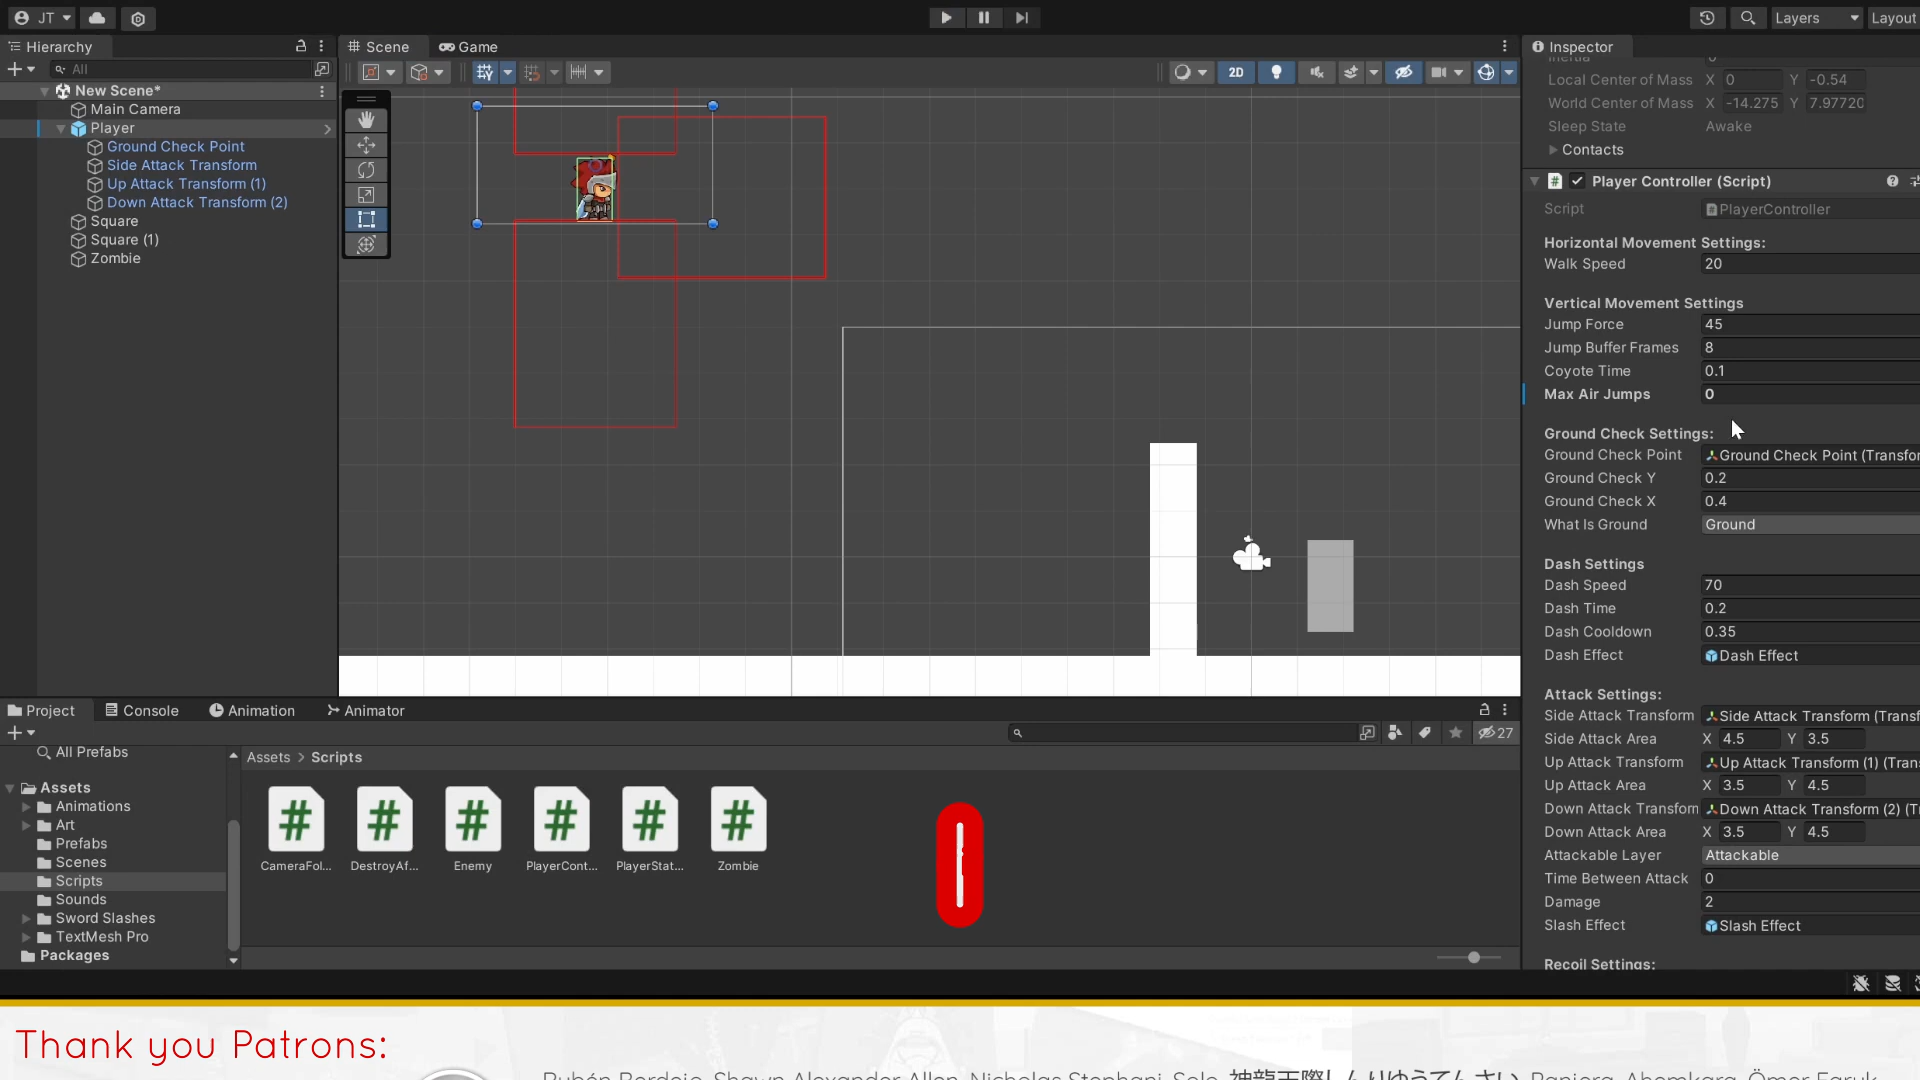 JT
Layers
Layout
Hierarchy
All
New Scene*
Main Camera
Player
Ground Check Point
Side Attack Transform
Up Attack Transform (1)
Down Attack Transform (2)
Square
Square (1)
Zombie
Scene
Game
2D
Inspector
Inertia
0
Local Center of Mass X 0 Y -0.54
World Center of Mass X -14.275 Y 7.97720
Sleep State Awake
Contacts
Player Controller (Script)
Script PlayerController
Horizontal Movement Settings:
Walk Speed 20
Vertical Movement Settings
Jump Force 45
Jump Buffer Frames 8
Coyote Time 0.1
Max Air Jumps 0
Ground Check Settings:
Ground Check Point Ground Check Point (Transfor
Ground Check Y 0.2
Ground Check X 0.4
What Is Ground Ground
Dash Settings
Dash Speed 70
Dash Time 0.2
Dash Cooldown 0.35
Dash Effect Dash Effect
Attack Settings:
Side Attack Transform Side Attack Transform (Transf
Side Attack Area X 4.5 Y 3.5
Up Attack Transform Up Attack Transform (1) (Tran
Up Attack Area X 3.5 Y 4.5
Down Attack Transform Down Attack Transform (2) (T
Down Attack Area X 3.5 Y 4.5
Attackable Layer Attackable
Time Between Attack 0
Damage 2
Slash Effect Slash Effect
Recoil Settings:
Project
Console
Animation
Animator
27
All Prefabs
Assets
Animations
Art
Prefabs
Scenes
Scripts
Sounds
Sword Slashes
TextMesh Pro
Packages
Assets > Scripts
CameraFol...
DestroyAf...
Enemy
PlayerCont...
PlayerStat...
Zombie
Thank you Patrons: